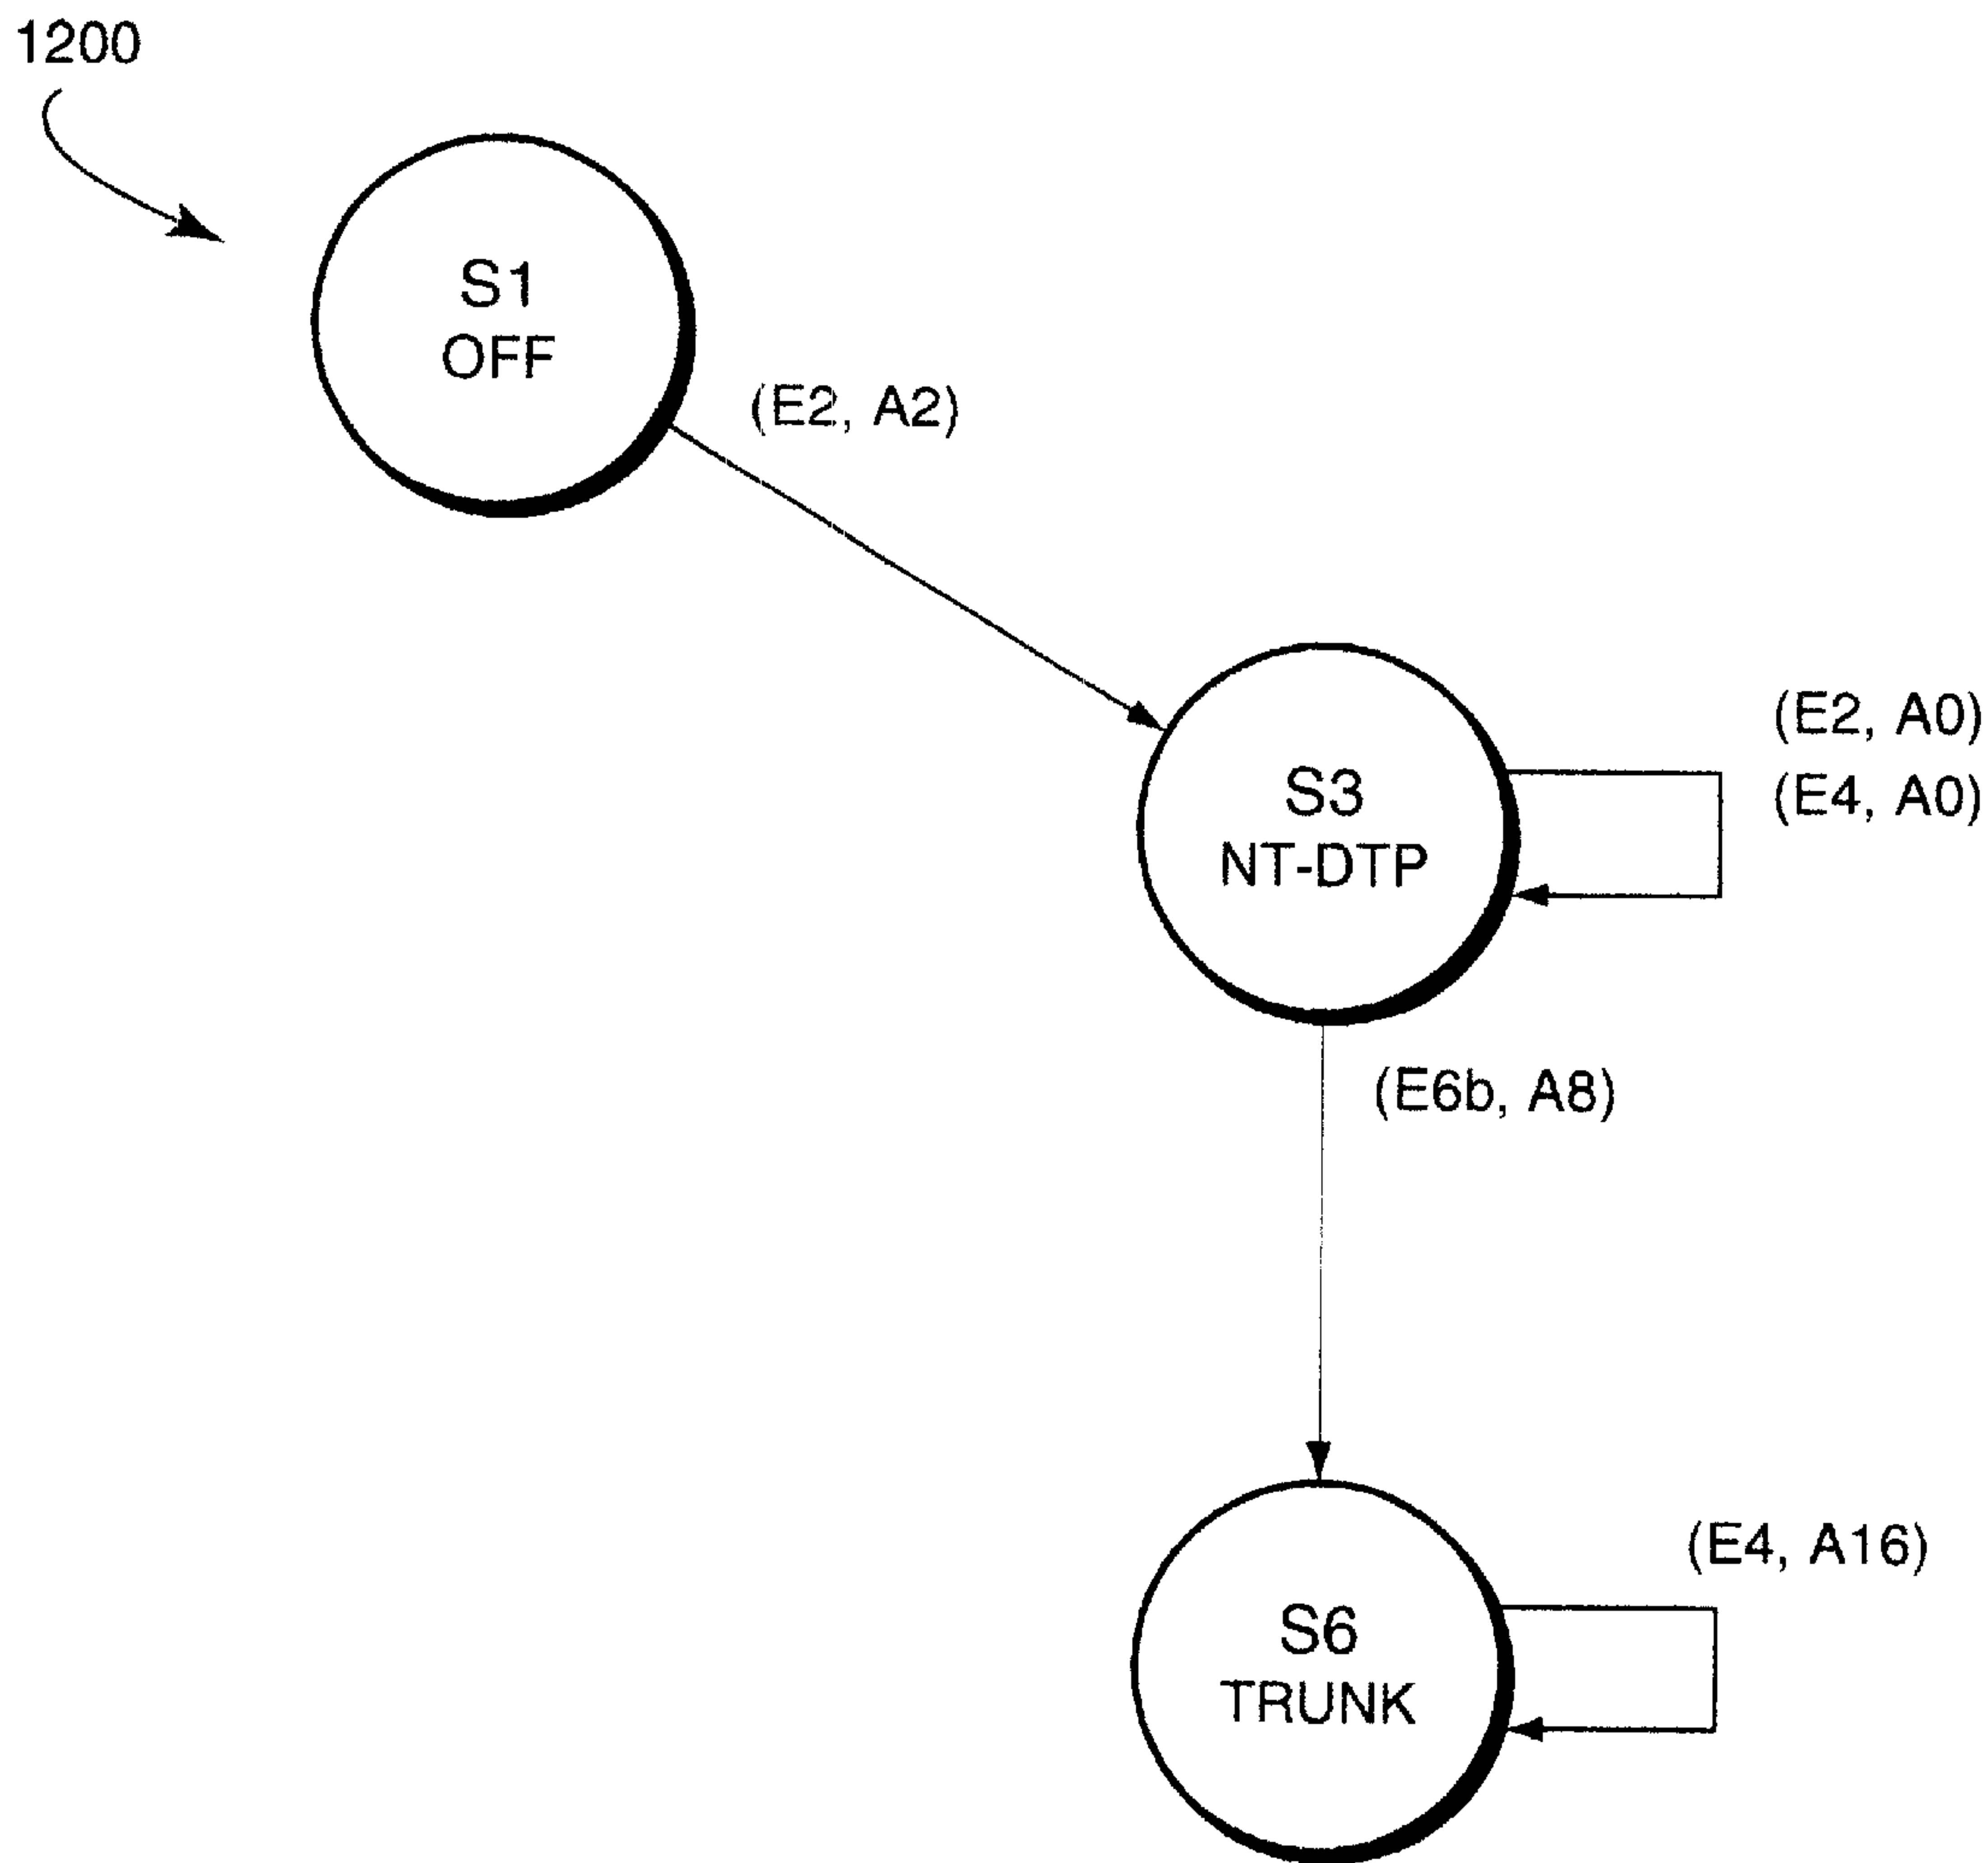 1200
S1
OFF
(E2, A2)
(E2, A0)
(E4, A0)
S3
NT-DTP
(E6b, A8)
(E4, A16)
S6
TRUNK